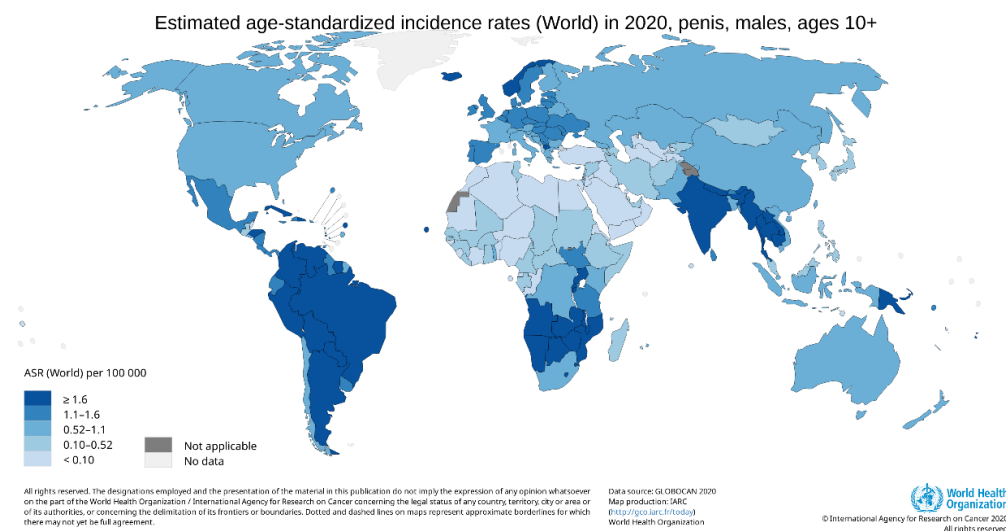 Estimated age-standardized incidence rates (World) in 2020, penis, males, ages 10+
ASR (World) per 100 000
≥ 1.6
1.1–1.6
0.52–1.1
0.10–0.52
< 0.10
Not applicable
No data
All rights reserved. The designations employed and the presentation of the material in this publication do not imply the expression of any opinion whatsoever
on the part of the World Health Organization / International Agency for Research on Cancer concerning the legal status of any country, territory, city or area
or of its authorities, or concerning the delimitation of its frontiers or boundaries. Dotted and dashed lines on maps represent approximate borderlines for which
there may not yet be full agreement.
Data source: GLOBOCAN 2020
Map production: IARC
(http://gco.iarc.fr/today)
World Health Organization
World Health
Organization
© International Agency for Research on Cancer 2020
All rights reserved.